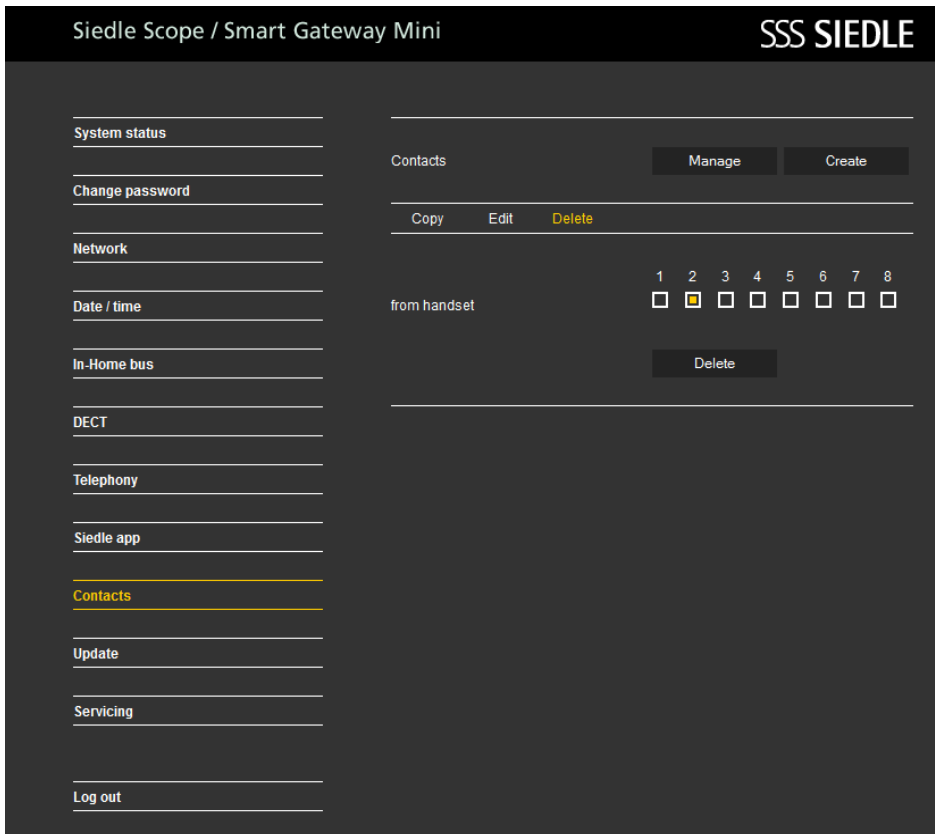 Siedle Scope / Smart Gateway Mini
SSS SIEDLE
System status
Change password
Network
Date / time
In-Home bus
DECT
Telephony
Siedle app
Contacts
Update
Servicing
Log out
Contacts
Manage
Create
Copy
Edit
Delete
1 2 3 4 5 6 7 8
from handset
Delete